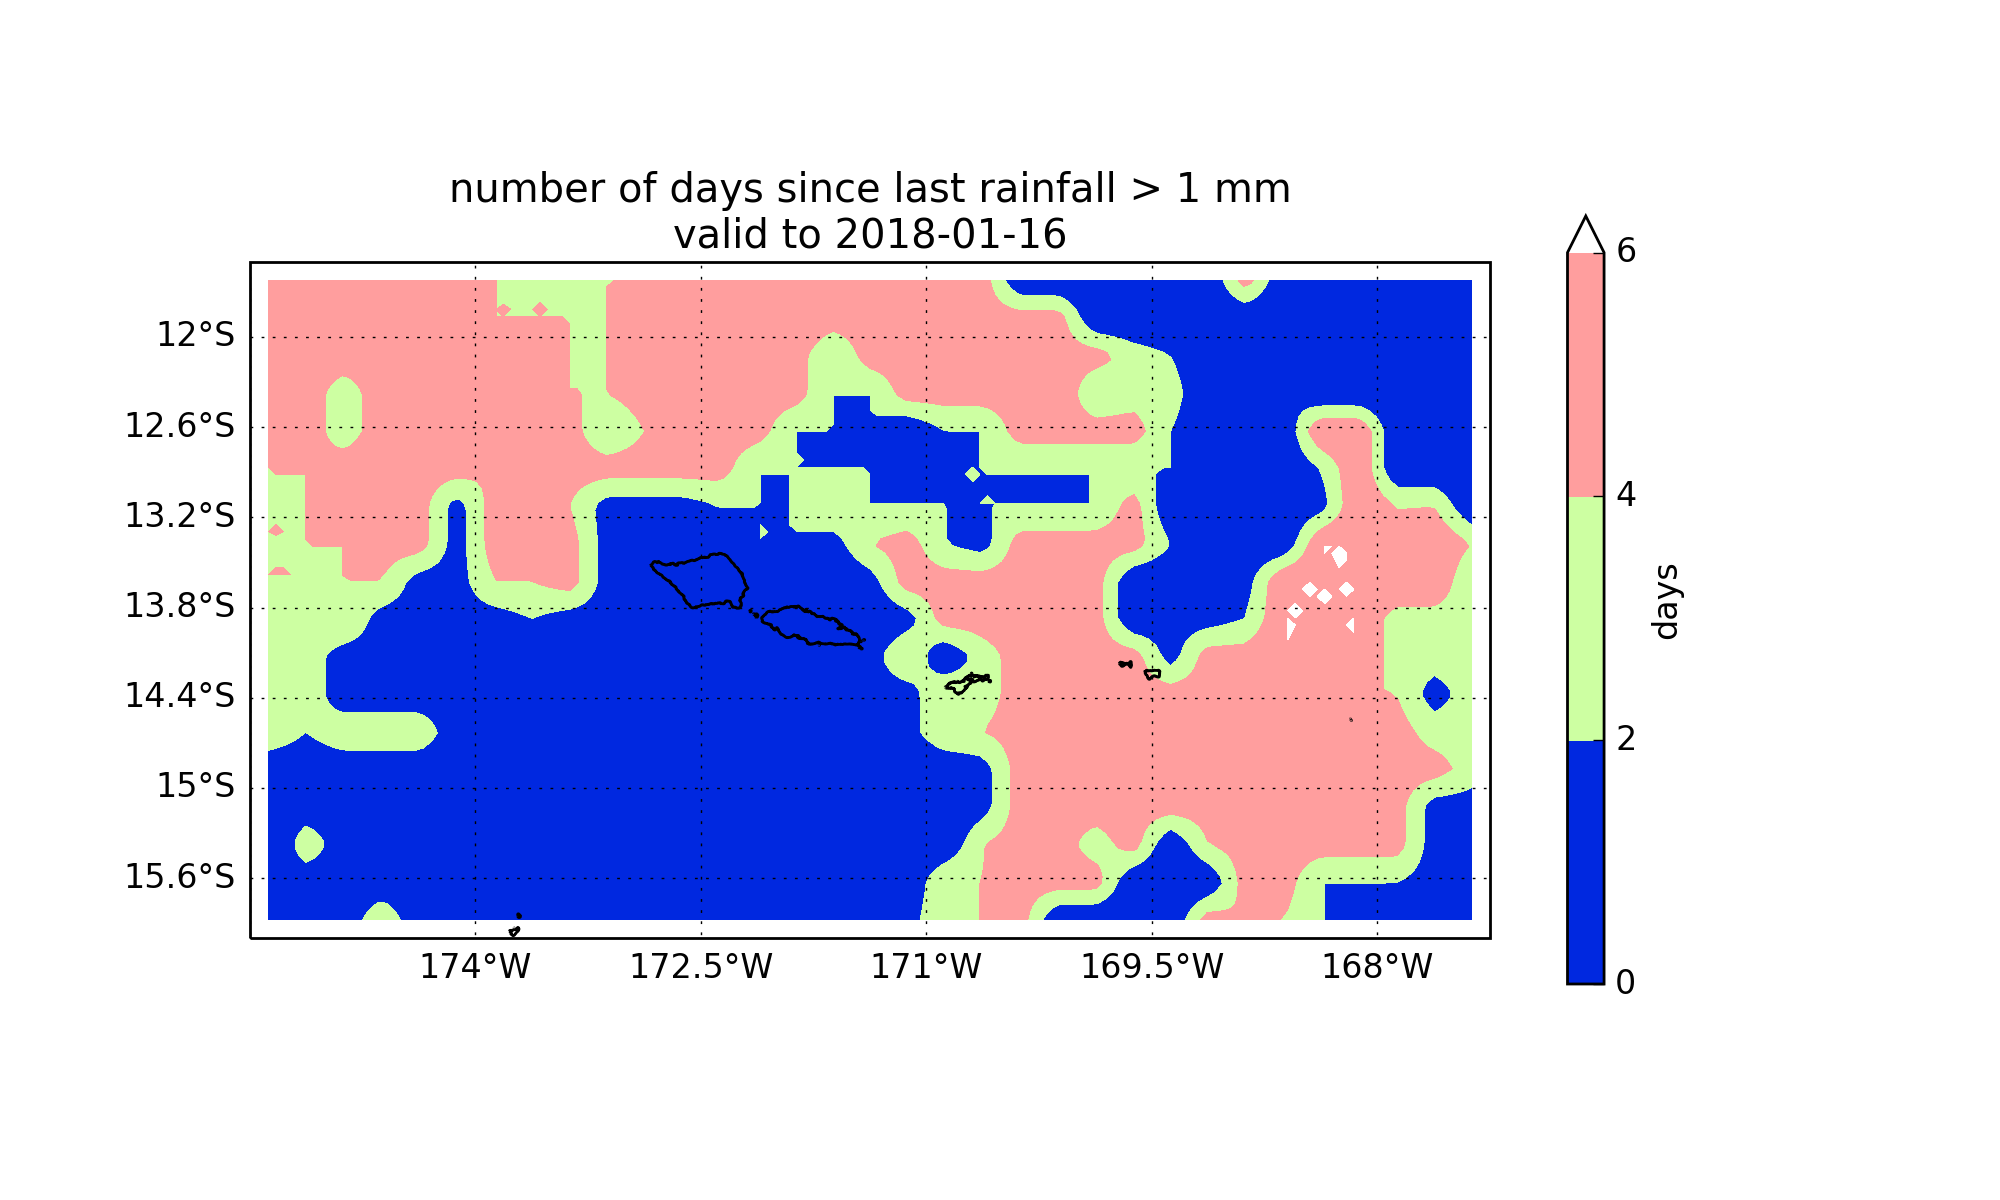 number of days since last rainfall > 1 mm
valid to 2018-01-16
12°S
12.6°S
13.2°S
13.8°S
14.4°S
15°S
15.6°S
174°W
172.5°W
171°W
169.5°W
168°W
6
4
2
0
days